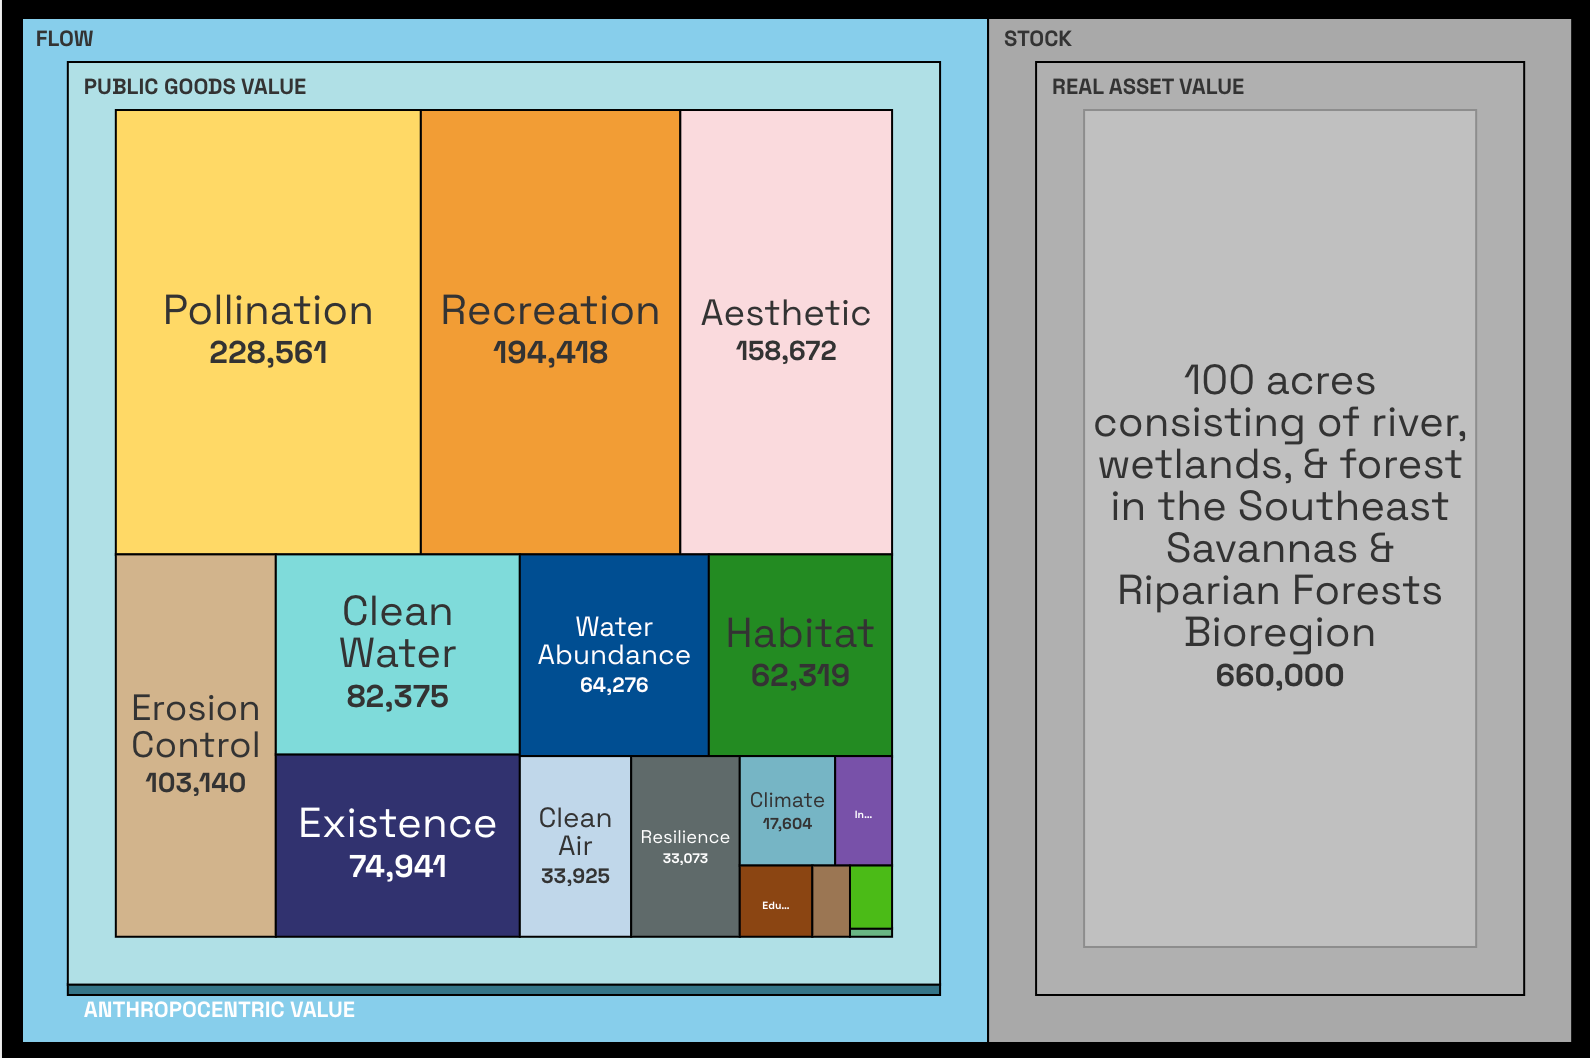 FLOW
PUBLIC GOODS VALUE
Pollination
228,561
Recreation
194,418
Aesthetic
158,672
Erosion
Control
103,140
Clean
Water
82,375
Existence
74,941
Water
Abundance
64,276
Habitat
62,319
Clean
Air
33,925
Resilience
33,073
Climate
17,604
In...
Edu...
ANTHROPOCENTRIC VALUE
STOCK
REAL ASSET VALUE
100 acres
consisting of river,
wetlands, & forest
in the Southeast
Savannas &
Riparian Forests
Bioregion
660,000